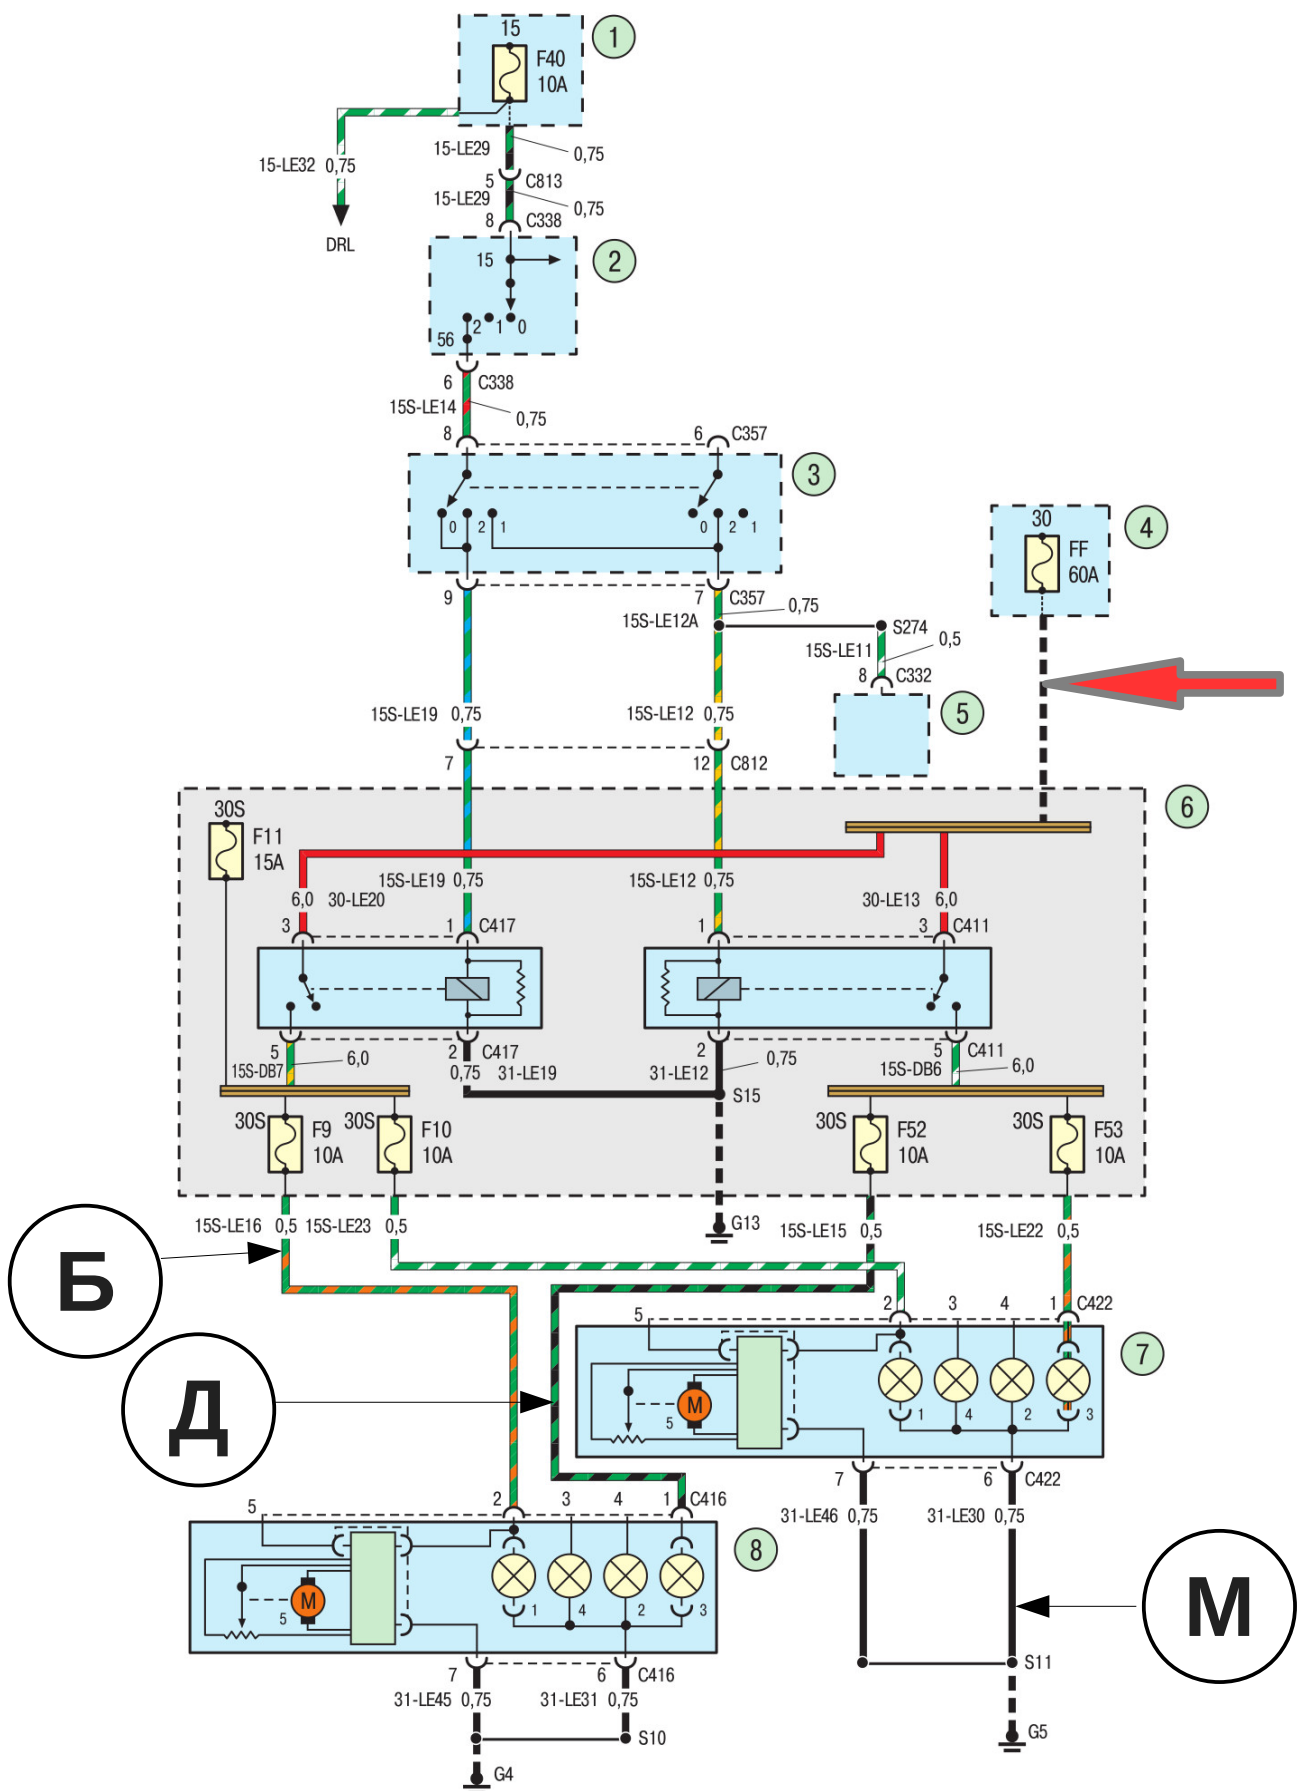 15
1
F40
10A
15-LE29
0,75
15-LE32 0,75
5 C813
15-LE29
0,75
8 C338
DRL
15
2
2 1 0
56
6 C338
15S-LE14
0,75
8 6 C357
3
0 2 1 0 2 1
30
4
FF
60A
9 7 C357
0,75
15S-LE12A
S274
15S-LE11 0,5
8 C332
15S-LE19 0,75 15S-LE12 0,75
5
7 12 C812
6
30S
F11
15A
15S-LE19 0,75 15S-LE12 0,75
6,0 30-LE20 30-LE13 6,0
3 1 C417 1 3 C411
5 2 C417 2 5 C411
15S-DB7 6,0 0,75 31-LE19 31-LE12 0,75 15S-DB6 6,0
S15
30S F9 10A 30S F10 10A 30S F52 10A 30S F53 10A
15S-LE16 0,5 15S-LE23 0,5 G13 15S-LE15 0,5 15S-LE22 0,5
Б
5 2 3 4 1 C422
7
M
5 1 4 2 3
Д
7 6 C422
5 2 3 4 1 C416
31-LE46 0,75 31-LE30 0,75
8
M
5 1 4 2 3
М
7 6 C416
S11
31-LE45 0,75 31-LE31 0,75
S10
G5
G4